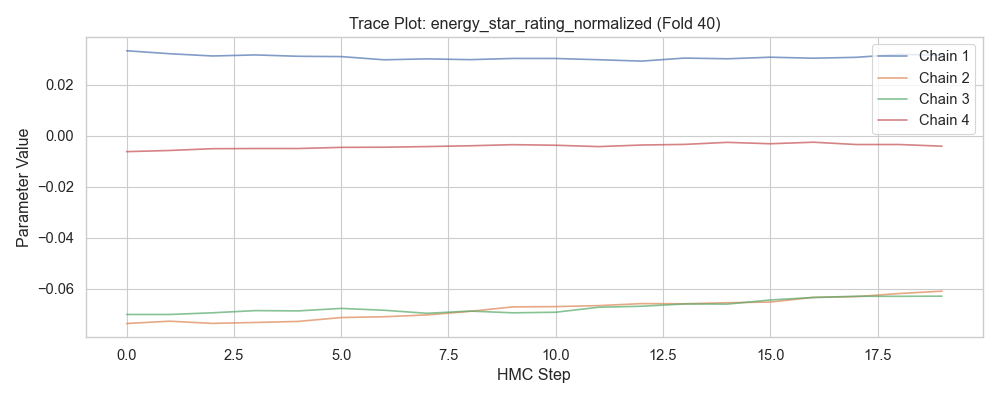 Trace Plot: energy_star_rating_normalized (Fold 40)
Chain 1
Chain 2
Chain 3
Chain 4
Parameter Value
0.02
0.00
−0.02
−0.04
−0.06
0.0 2.5 5.0 7.5 10.0 12.5 15.0 17.5
HMC Step